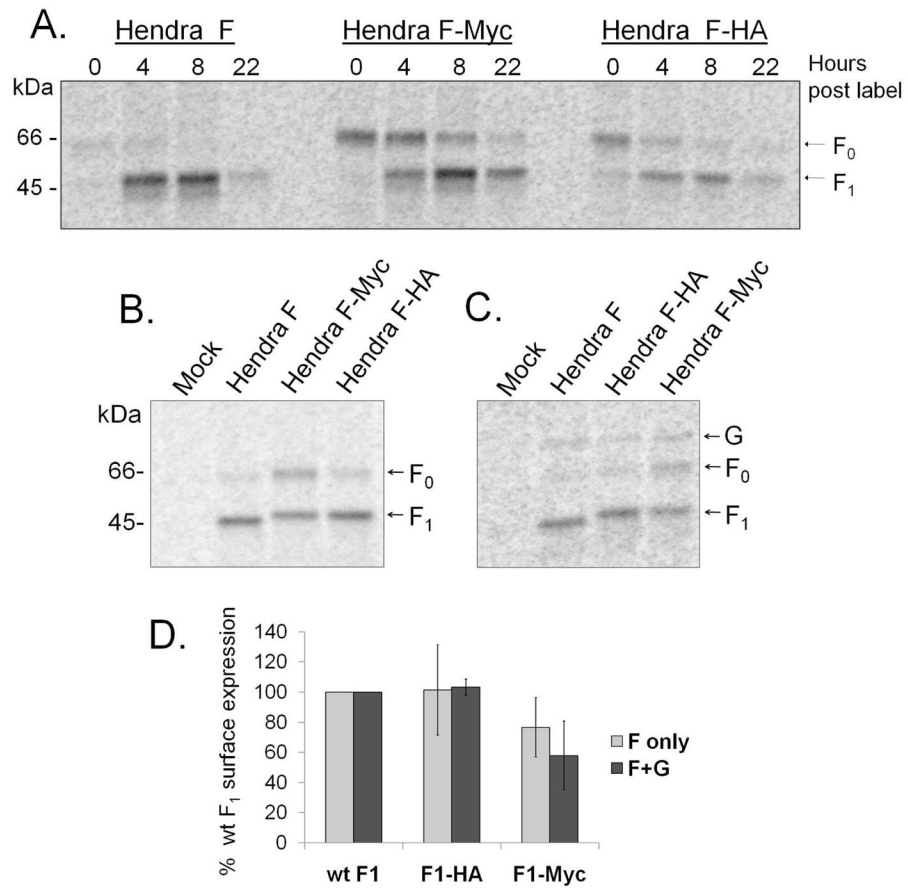 A.
Hendra F
Hendra F-Myc
Hendra F-HA
0 4 8 22 0 4 8 22 0 4 8 22 Hours post label
kDa
66 -
45 -
F0
F1
B.
Mock
Hendra F
Hendra F-Myc
Hendra F-HA
kDa
66-
45-
F0
F1
C.
Mock
Hendra F
Hendra F-HA
Hendra F-Myc
G
F0
F1
D.
% wt F1 surface expression
140
120
100
80
60
40
20
0
wt F1
F1-HA
F1-Myc
F only
F+G